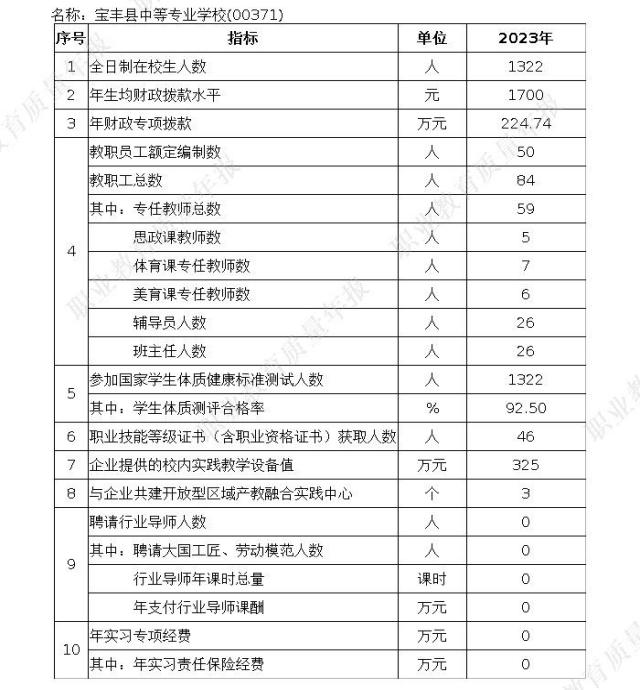 名称：宝丰县中等专业学校(00371)
序号 指标 单位 2023年
1 全日制在校生人数 人 1322
2 年生均财政拨款水平 元 1700
3 年财政专项拨款 万元 224.74
4 教职员工额定编制数 人 50
教职工总数 人 84
其中：专任教师总数 人 59
思政课教师数 人 5
体育课专任教师数 人 7
美育课专任教师数 人 6
辅导员人数 人 26
班主任人数 人 26
5 参加国家学生体质健康标准测试人数 人 1322
其中：学生体质测评合格率 % 92.50
6 职业技能等级证书（含职业资格证书）获取人数 人 46
7 企业提供的校内实践教学设备值 万元 325
8 与企业共建开放型区域产教融合实践中心 个 3
9 聘请行业导师人数 人 0
其中：聘请大国工匠、劳动模范人数 人 0
行业导师年课时总量 课时 0
年支付行业导师课酬 万元 0
10 年实习专项经费 万元 0
其中：年实习责任保险经费 万元 0
职业教育质量年报